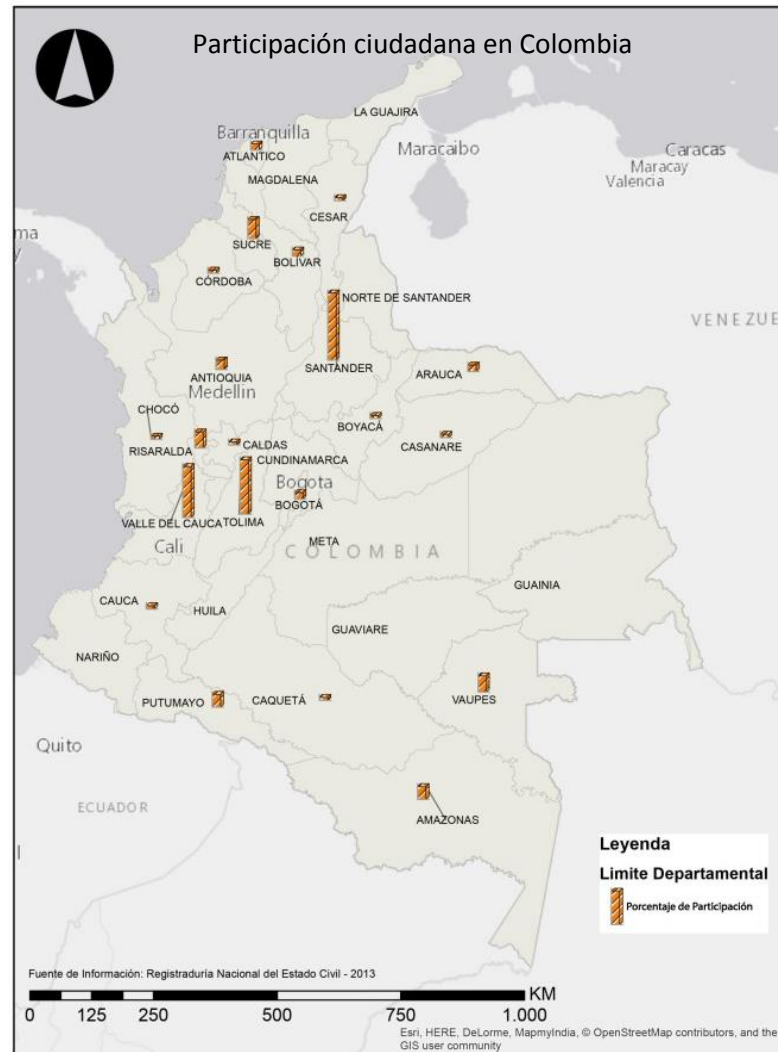 Participación ciudadana en Colombia
LA GUAJIRA
Barranquilla
ATLANTICO
Maracaibo
Caracas
Maracay
Valencia
MAGDALENA
CESAR
SUCRE
BOLIVAR
CÓRDOBA
NORTE DE SANTANDER
VENEZUE
SANTANDER
ARAUCA
ANTIOQUIA
Medellin
CHOCÓ
BOYACÁ
CASANARE
RISARALDA
CALDAS
CUNDINAMARCA
Bogota
BOGOTÁ
VALLE DEL CAUCA
TOLIMA
Cali
META
COLOMBIA
GUAINIA
CAUCA
HUILA
GUAVIARE
NARIÑO
PUTUMAYO
CAQUETÁ
VAUPES
Quito
ECUADOR
AMAZONAS
Leyenda
Limite Departamental
Porcentaje de Participación
Fuente de Información: Registraduría Nacional del Estado Civil - 2013
KM
0 125 250 500 750 1.000
Esri, HERE, DeLorme, MapmyIndia, © OpenStreetMap contributors, and the
GIS user community